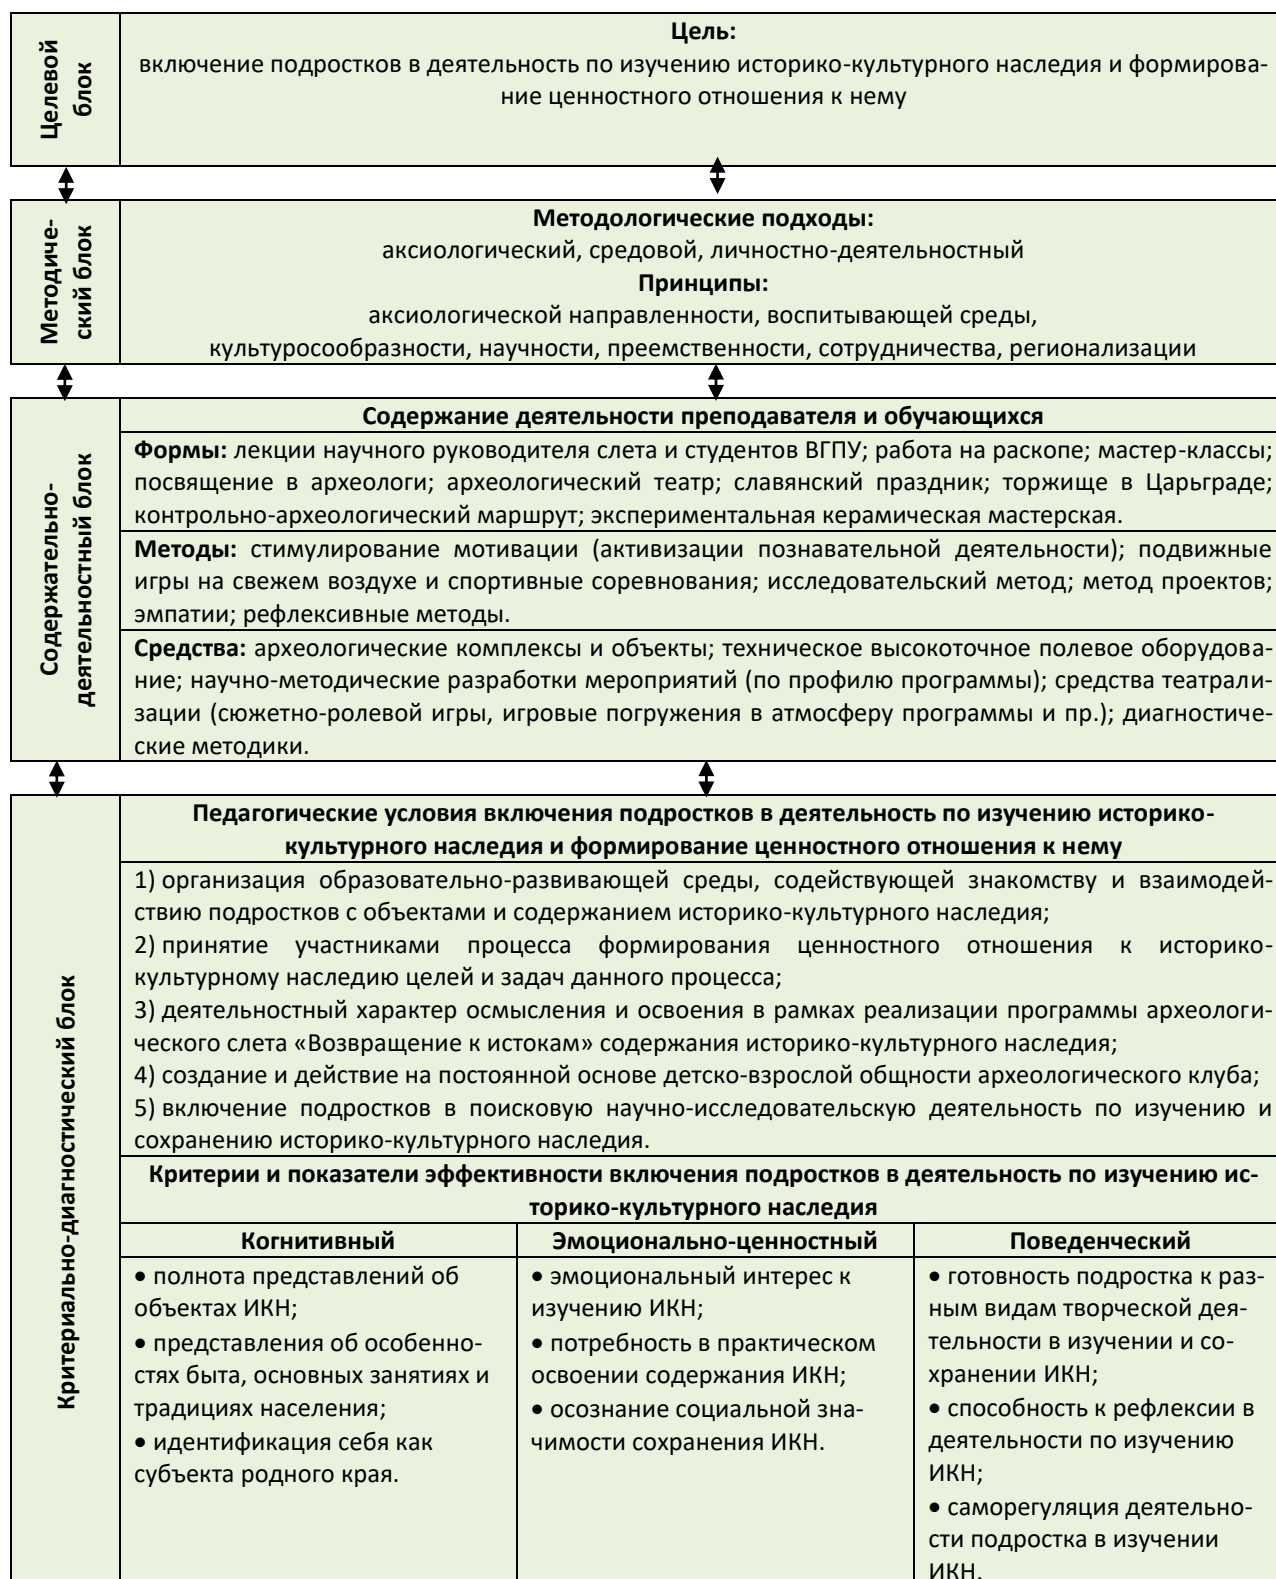 Целевой
блок
Цель:
включение подростков в деятельность по изучению историко-культурного наследия и формирова-
ние ценностного отношения к нему
Методиче-
ский блок
Методологические подходы:
аксиологический, средовой, личностно-деятельностный
Принципы:
аксиологической направленности, воспитывающей среды,
культуросообразности, научности, преемственности, сотрудничества, регионализации
Содержательно-
деятельностный блок
Содержание деятельности преподавателя и обучающихся
Формы: лекции научного руководителя слета и студентов ВГПУ; работа на раскопе; мастер-классы;
посвящение в археологи; археологический театр; славянский праздник; торжище в Царьграде;
контрольно-археологический маршрут; экспериментальная керамическая мастерская.
Методы: стимулирование мотивации (активизации познавательной деятельности); подвижные
игры на свежем воздухе и спортивные соревнования; исследовательский метод; метод проектов;
эмпатии; рефлексивные методы.
Средства: археологические комплексы и объекты; техническое высокоточное полевое оборудова-
ние; научно-методические разработки мероприятий (по профилю программы); средства театрали-
зации (сюжетно-ролевой игры, игровые погружения в атмосферу программы и пр.); диагностиче-
ские методики.
Критериально-диагностический блок
Педагогические условия включения подростков в деятельность по изучению историко-
культурного наследия и формирование ценностного отношения к нему
1) организация образовательно-развивающей среды, содействующей знакомству и взаимодей-
ствию подростков с объектами и содержанием историко-культурного наследия;
2) принятие участниками процесса формирования ценностного отношения к историко-
культурному наследию целей и задач данного процесса;
3) деятельностный характер осмысления и освоения в рамках реализации программы археологи-
ческого слета «Возвращение к истокам» содержания историко-культурного наследия;
4) создание и действие на постоянной основе детско-взрослой общности археологического клуба;
5) включение подростков в поисковую научно-исследовательскую деятельность по изучению и
сохранению историко-культурного наследия.
Критерии и показатели эффективности включения подростков в деятельность по изучению ис-
торико-культурного наследия
Когнитивный
• полнота представлений об
объектах ИКН;
• представления об особенно-
стях быта, основных занятиях и
традициях населения;
• идентификация себя как
субъекта родного края.
Эмоционально-ценностный
• эмоциональный интерес к
изучению ИКН;
• потребность в практическом
освоении содержания ИКН;
• осознание социальной зна-
чимости сохранения ИКН.
Поведенческий
• готовность подростка к раз-
ным видам творческой дея-
тельности в изучении и со-
хранении ИКН;
• способность к рефлексии в
деятельности по изучению
ИКН;
• саморегуляция деятельно-
сти подростка в изучении
ИКН.